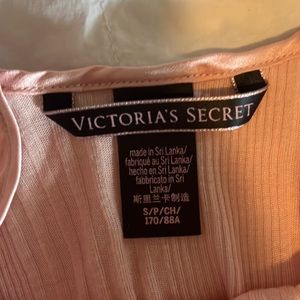 VICTORIA'S SECRET
made in Sri Lanka/
fabriqué au Sri Lanka/
hecho en Sri Lanka/
fabbricato in Sri
Lanka/
斯里兰卡制造
S/P/CH/
170/88A